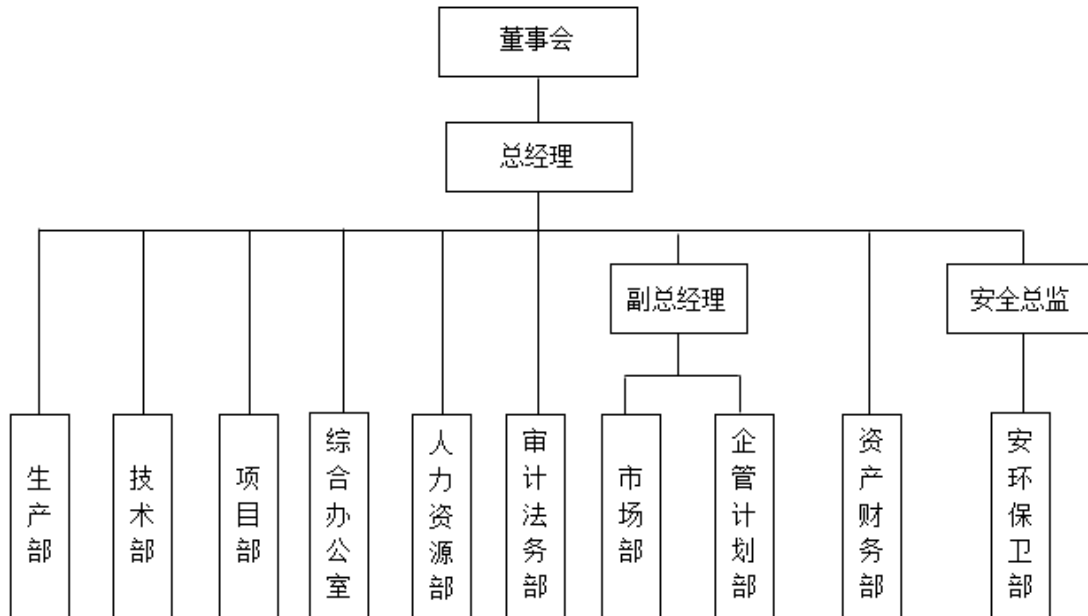 董事会
总经理
副总经理
安全总监
生产部
技术部
项目部
综合办公室
人力资源部
审计法务部
市场部
企管计划部
资产财务部
安环保卫部